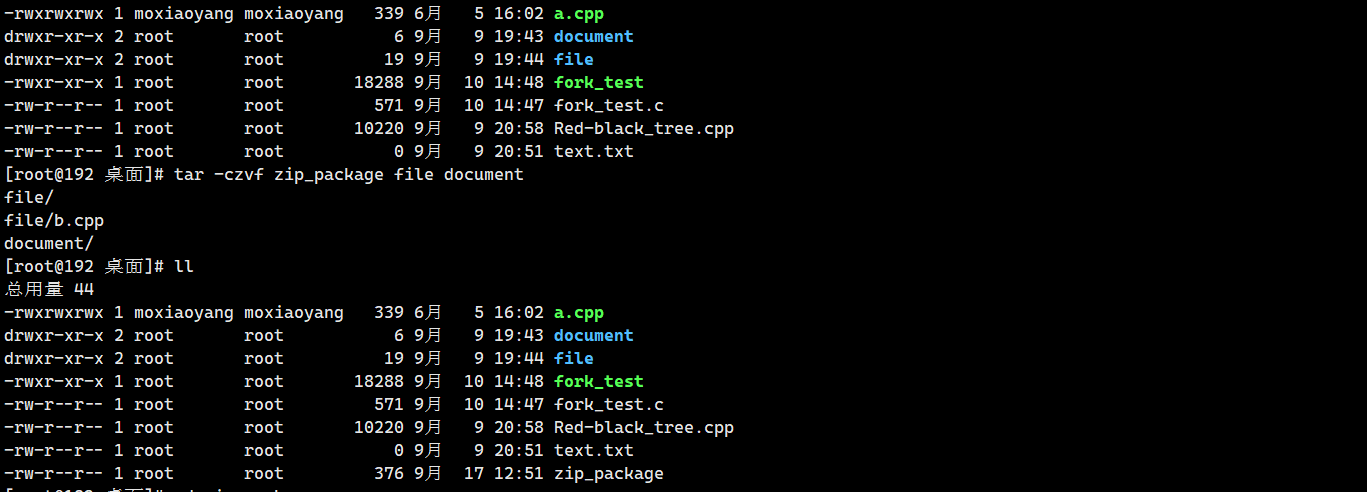 -rwxrwxrwx 1 moxiaoyang moxiaoyang   339 6月   5 16:02 a.cpp
drwxr-xr-x 2 root       root           6 9月   9 19:43 document
drwxr-xr-x 2 root       root          19 9月   9 19:44 file
-rwxr-xr-x 1 root       root       18288 9月  10 14:48 fork_test
-rw-r--r-- 1 root       root         571 9月  10 14:47 fork_test.c
-rw-r--r-- 1 root       root       10220 9月   9 20:58 Red-black_tree.cpp
-rw-r--r-- 1 root       root           0 9月   9 20:51 text.txt
[root@192 桌面]# tar -czvf zip_package file document
file/
file/b.cpp
document/
[root@192 桌面]# ll
总用量 44
-rwxrwxrwx 1 moxiaoyang moxiaoyang   339 6月   5 16:02 a.cpp
drwxr-xr-x 2 root       root           6 9月   9 19:43 document
drwxr-xr-x 2 root       root          19 9月   9 19:44 file
-rwxr-xr-x 1 root       root       18288 9月  10 14:48 fork_test
-rw-r--r-- 1 root       root         571 9月  10 14:47 fork_test.c
-rw-r--r-- 1 root       root       10220 9月   9 20:58 Red-black_tree.cpp
-rw-r--r-- 1 root       root           0 9月   9 20:51 text.txt
-rw-r--r-- 1 root       root         376 9月  17 12:51 zip_package